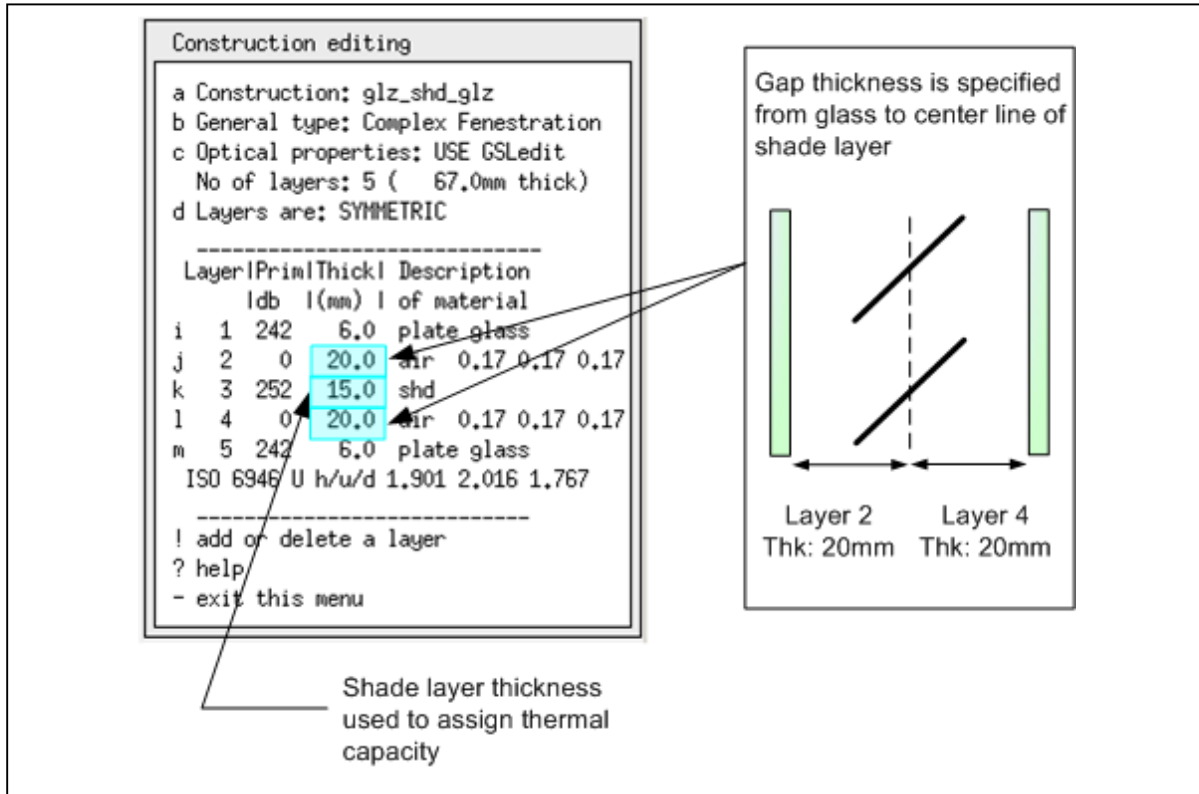 Construction editing
a Construction: glz_shd_glz
b General type: Complex Fenestration
c Optical properties: USE GSLedit
No of layers: 5 ( 67.0mm thick)
d Layers are: SYMMETRIC
Layer|Prim|Thick| Description
|db |(mm) | of material
i 1 242 6.0 plate glass
j 2 0 20.0 air 0.17 0.17 0.17
k 3 252 15.0 shd
l 4 0 20.0 air 0.17 0.17 0.17
m 5 242 6.0 plate glass
ISO 6946 U h/u/d 1.901 2.016 1.767
! add or delete a layer
? help
- exit this menu
Shade layer thickness
used to assign thermal
capacity
Gap thickness is specified
from glass to center line of
shade layer
Layer 2 Layer 4
Thk: 20mm Thk: 20mm